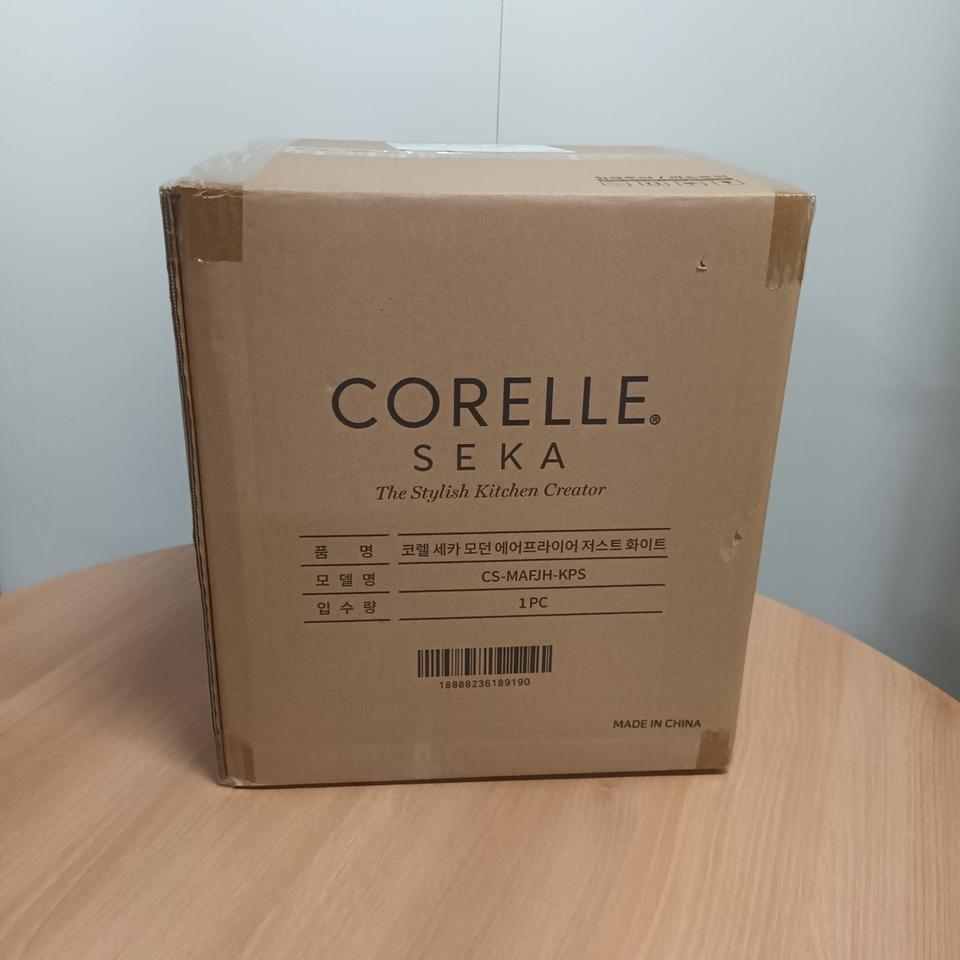 CORELLE®
SEKA
The Stylish Kitchen Creator
품 명 코렐 세카 모던 에어프라이어 저스트 화이트
모 델 명 CS-MAFJH-KPS
입 수 량 1 PC
18888236189190
MADE IN CHINA